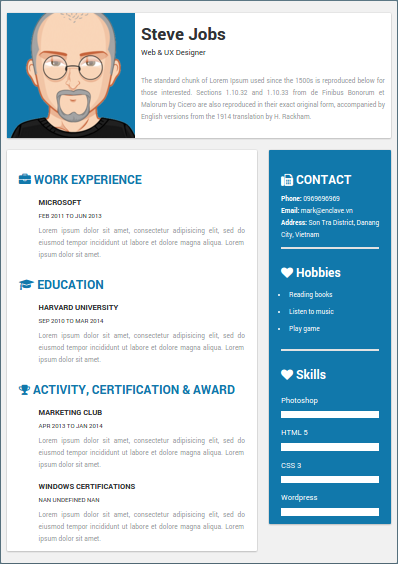 Steve Jobs
Web & UX Designer
The standard chunk of Lorem Ipsum used since the 1500s is reproduced below for
those interested. Sections 1.10.32 and 1.10.33 from de Finibus Bonorum et
Malorum by Cicero are also reproduced in their exact original form, accompanied by
English versions from the 1914 translation by H. Rackham.
WORK EXPERIENCE
MICROSOFT
FEB 2011 TO JUN 2013
Lorem ipsum dolor sit amet, consectetur adipiscing elit, sed do
eiusmod tempor incididunt ut labore et dolore magna aliqua. Lorem
ipsum dolor sit amet.
EDUCATION
HARVARD UNIVERSITY
SEP 2010 TO MAR 2014
Lorem ipsum dolor sit amet, consectetur adipiscing elit, sed do
eiusmod tempor incididunt ut labore et dolore magna aliqua. Lorem
ipsum dolor sit amet.
ACTIVITY, CERTIFICATION & AWARD
MARKETING CLUB
APR 2013 TO JAN 2014
Lorem ipsum dolor sit amet, consectetur adipiscing elit, sed do
eiusmod tempor incididunt ut labore et dolore magna aliqua. Lorem
ipsum dolor sit amet.
WINDOWS CERTIFICATIONS
NAN UNDEFINED NAN
Lorem ipsum dolor sit amet, consectetur adipiscing elit, sed do
eiusmod tempor incididunt ut labore et dolore magna aliqua. Lorem
ipsum dolor sit amet.
CONTACT
Phone: 0969696969
Email: mark@enclave.vn
Address: Son Tra District, Danang
City, Vietnam
Hobbies
Reading books
Listen to music
Play game
Skills
Photoshop
HTML 5
CSS 3
Wordpress